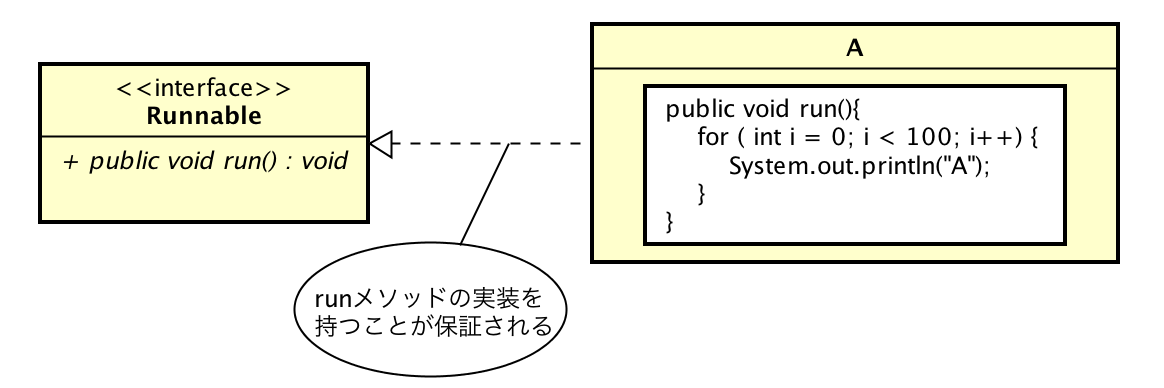 <<interface>>
Runnable
+ public void run() : void
runメソッドの実装を
持つことが保証される
A
public void run(){
for ( int i = 0; i < 100; i++) {
System.out.println("A");
}
}